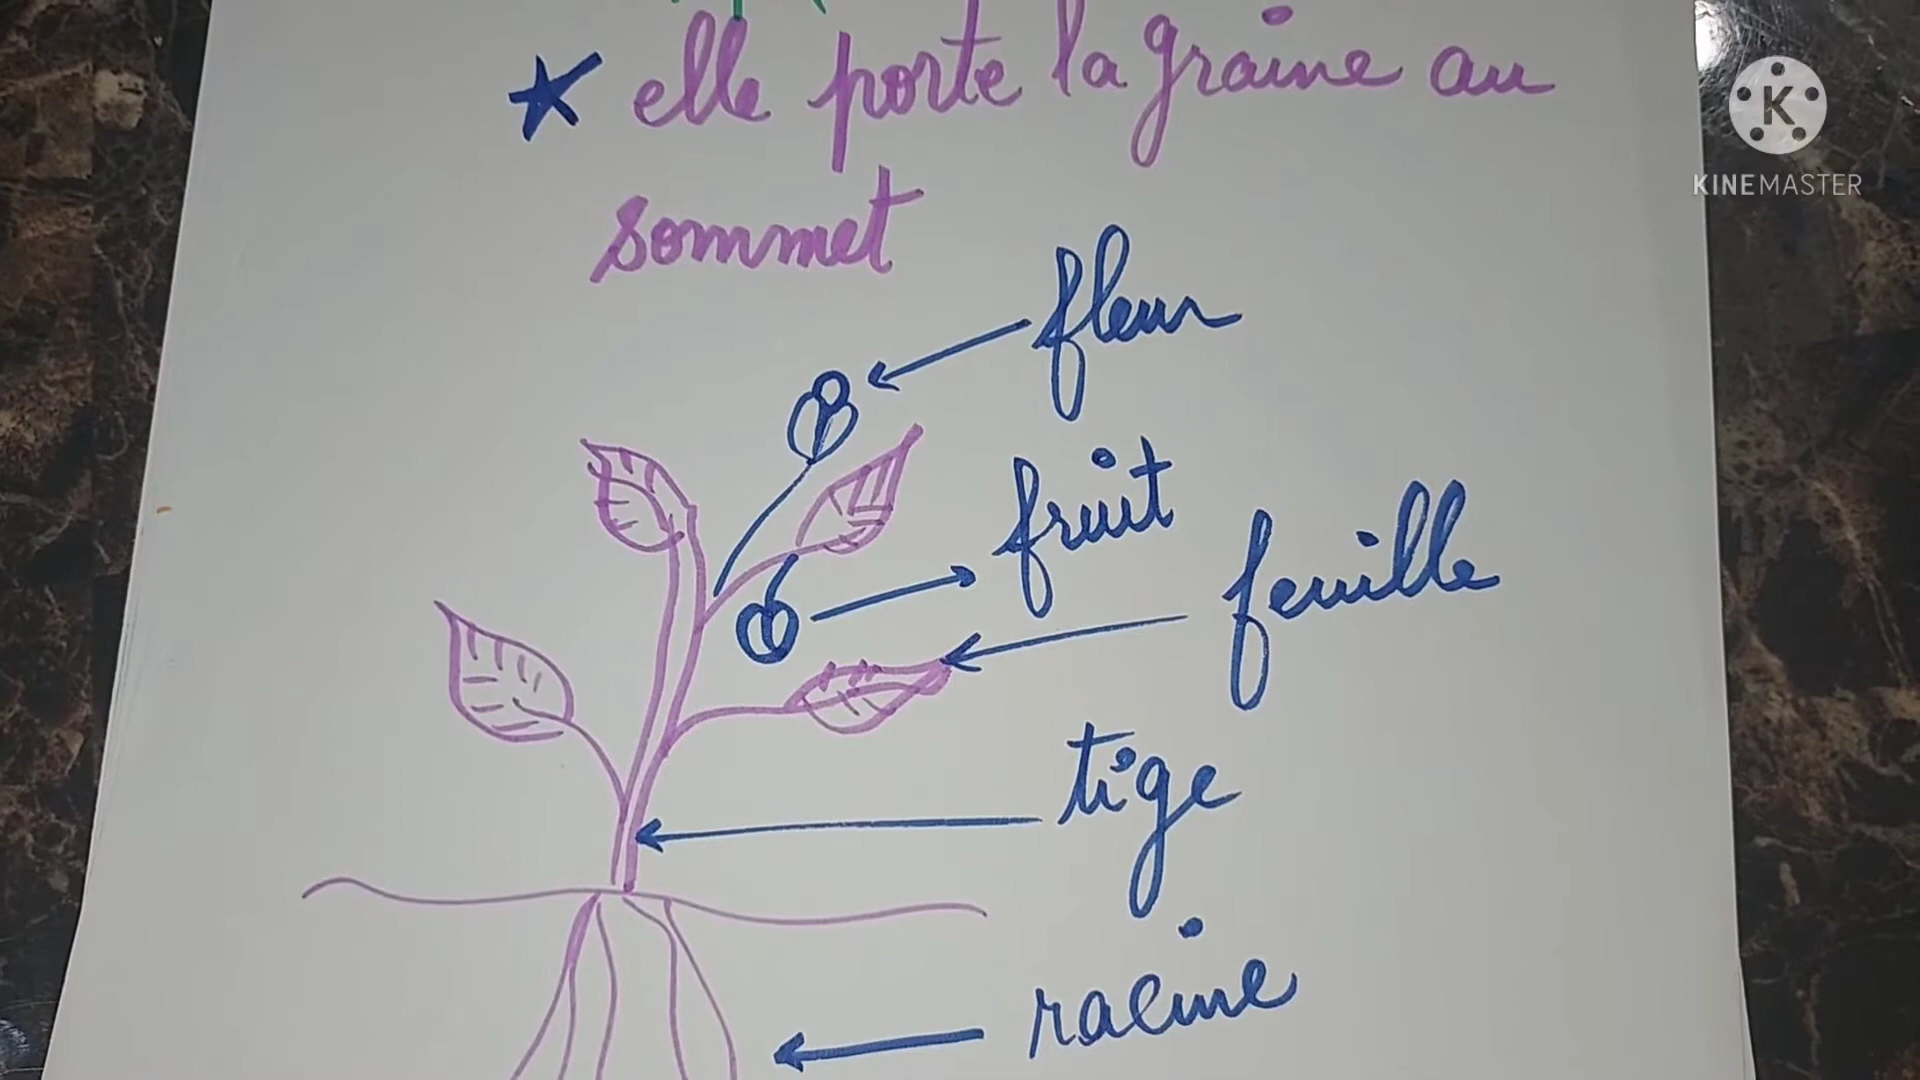 elle porte la graine au
sommet
fleur
fruit
feuille
tige
racine
K
KINEMASTER